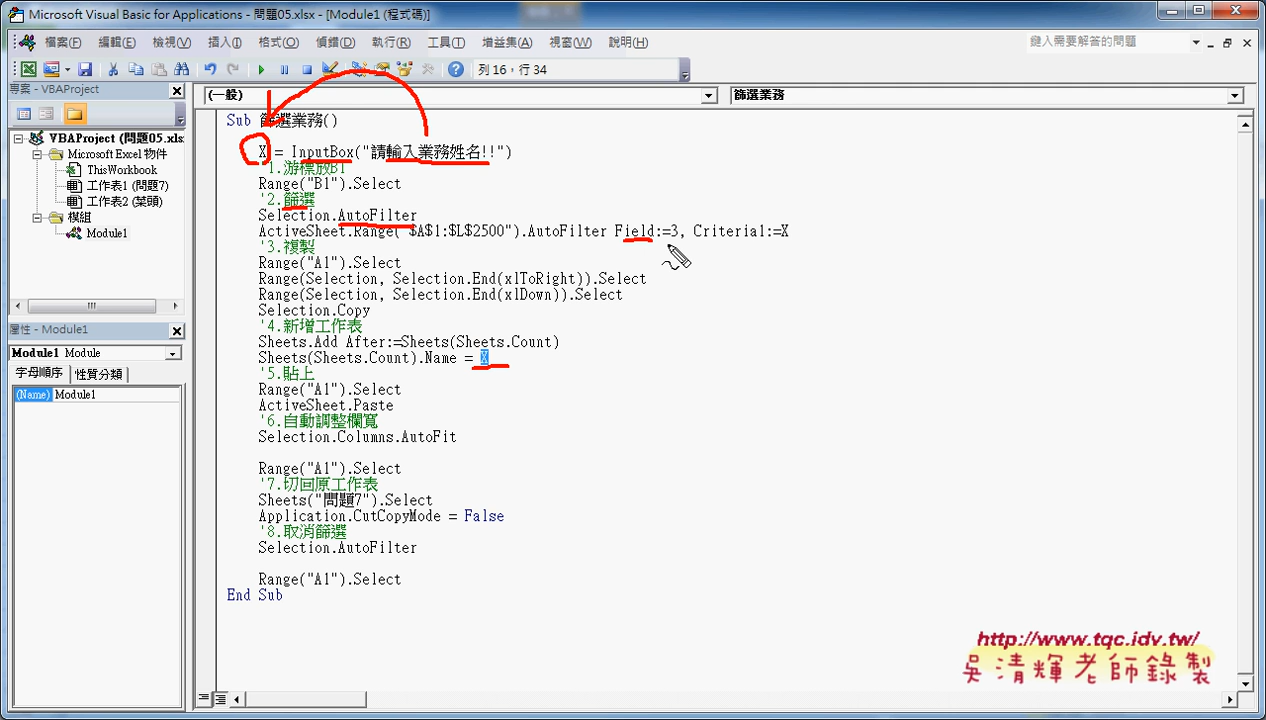 Microsoft Visual Basic for Applications - 問題05.xlsx - [Module1 (程式碼)]
檔案(F) 編輯(E) 檢視(V) 插入(I) 格式(O) 偵錯(D) 執行(R) 工具(T) 增益集(A) 視窗(W) 說明(H)
鍵入需要解答的問題
列 16，行 34
專案 - VBAProject
(一般)
篩選業務
VBAProject (問題05.xls
Microsoft Excel 物件
ThisWorkbook
工作表1 (問題7)
工作表2 (菜頭)
模組
Module1
屬性 - Module1
Module1 Module
字母順序 性質分類
(Name) Module1
Sub 篩選業務()
X = InputBox("請輸入業務姓名!!")
'1.游標放B1
Range("B1").Select
'2.篩選
Selection.AutoFilter
ActiveSheet.Range("$A$1:$L$2500").AutoFilter Field:=3, Criteria1:=X
'3.複製
Range("A1").Select
Range(Selection, Selection.End(xlToRight)).Select
Range(Selection, Selection.End(xlDown)).Select
Selection.Copy
'4.新增工作表
Sheets.Add After:=Sheets(Sheets.Count)
Sheets(Sheets.Count).Name = X
'5.貼上
Range("A1").Select
ActiveSheet.Paste
'6.自動調整欄寬
Selection.Columns.AutoFit
Range("A1").Select
'7.切回原工作表
Sheets("問題7").Select
Application.CutCopyMode = False
'8.取消篩選
Selection.AutoFilter
Range("A1").Select
End Sub
http://www.tqc.idv.tw/
吳清輝老師錄製